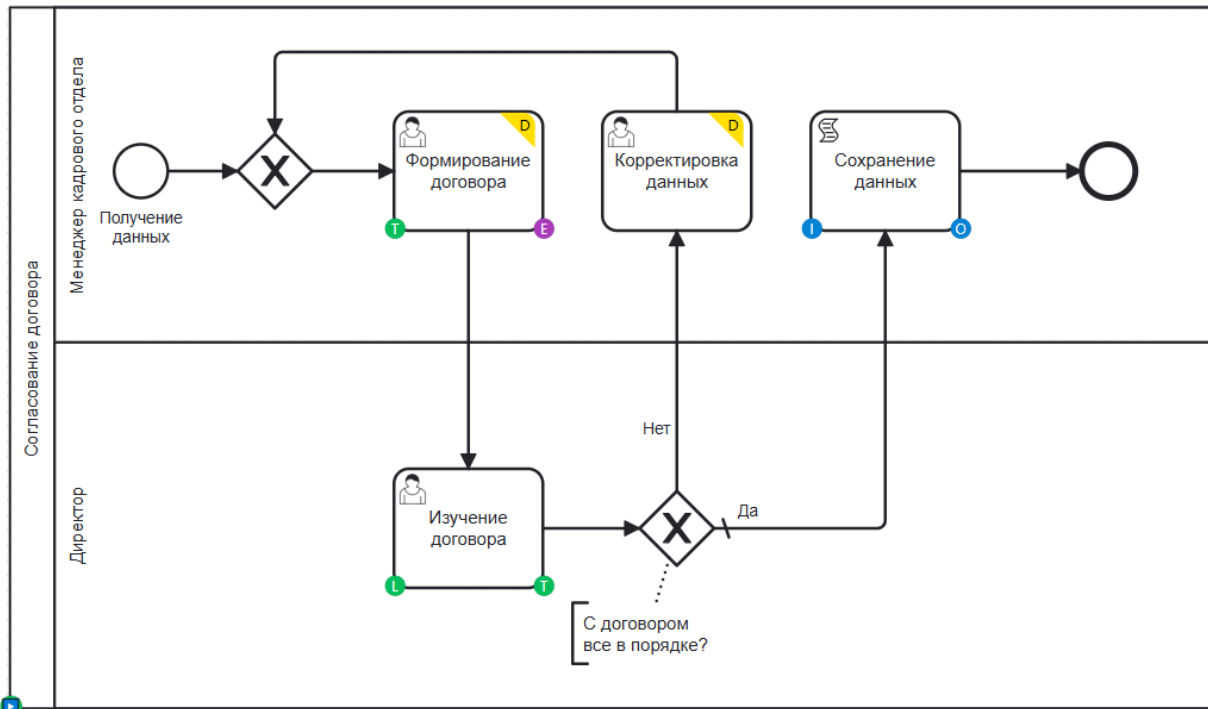 Согласование договора
Менеджер кадрового отдела
Получение
данных
X
D
Формирование
договора
T
E
D
Корректировка
данных
Сохранение
данных
I
O
Директор
Изучение
договора
L
T
Нет
X
Да
С договором
все в порядке?